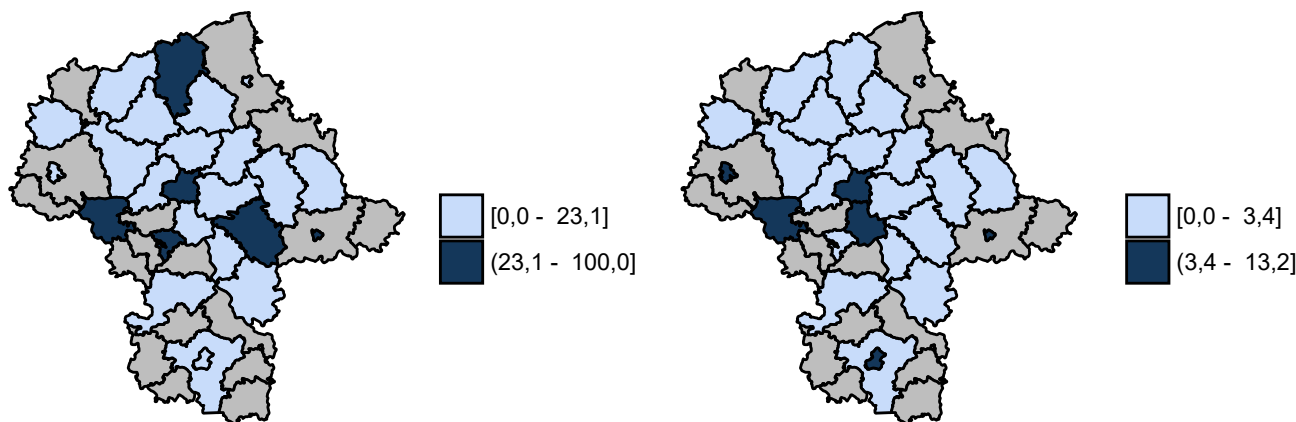 [0,0 - 23,1]
(23,1 - 100,0]
[0,0 - 3,4]
(3,4 - 13,2]